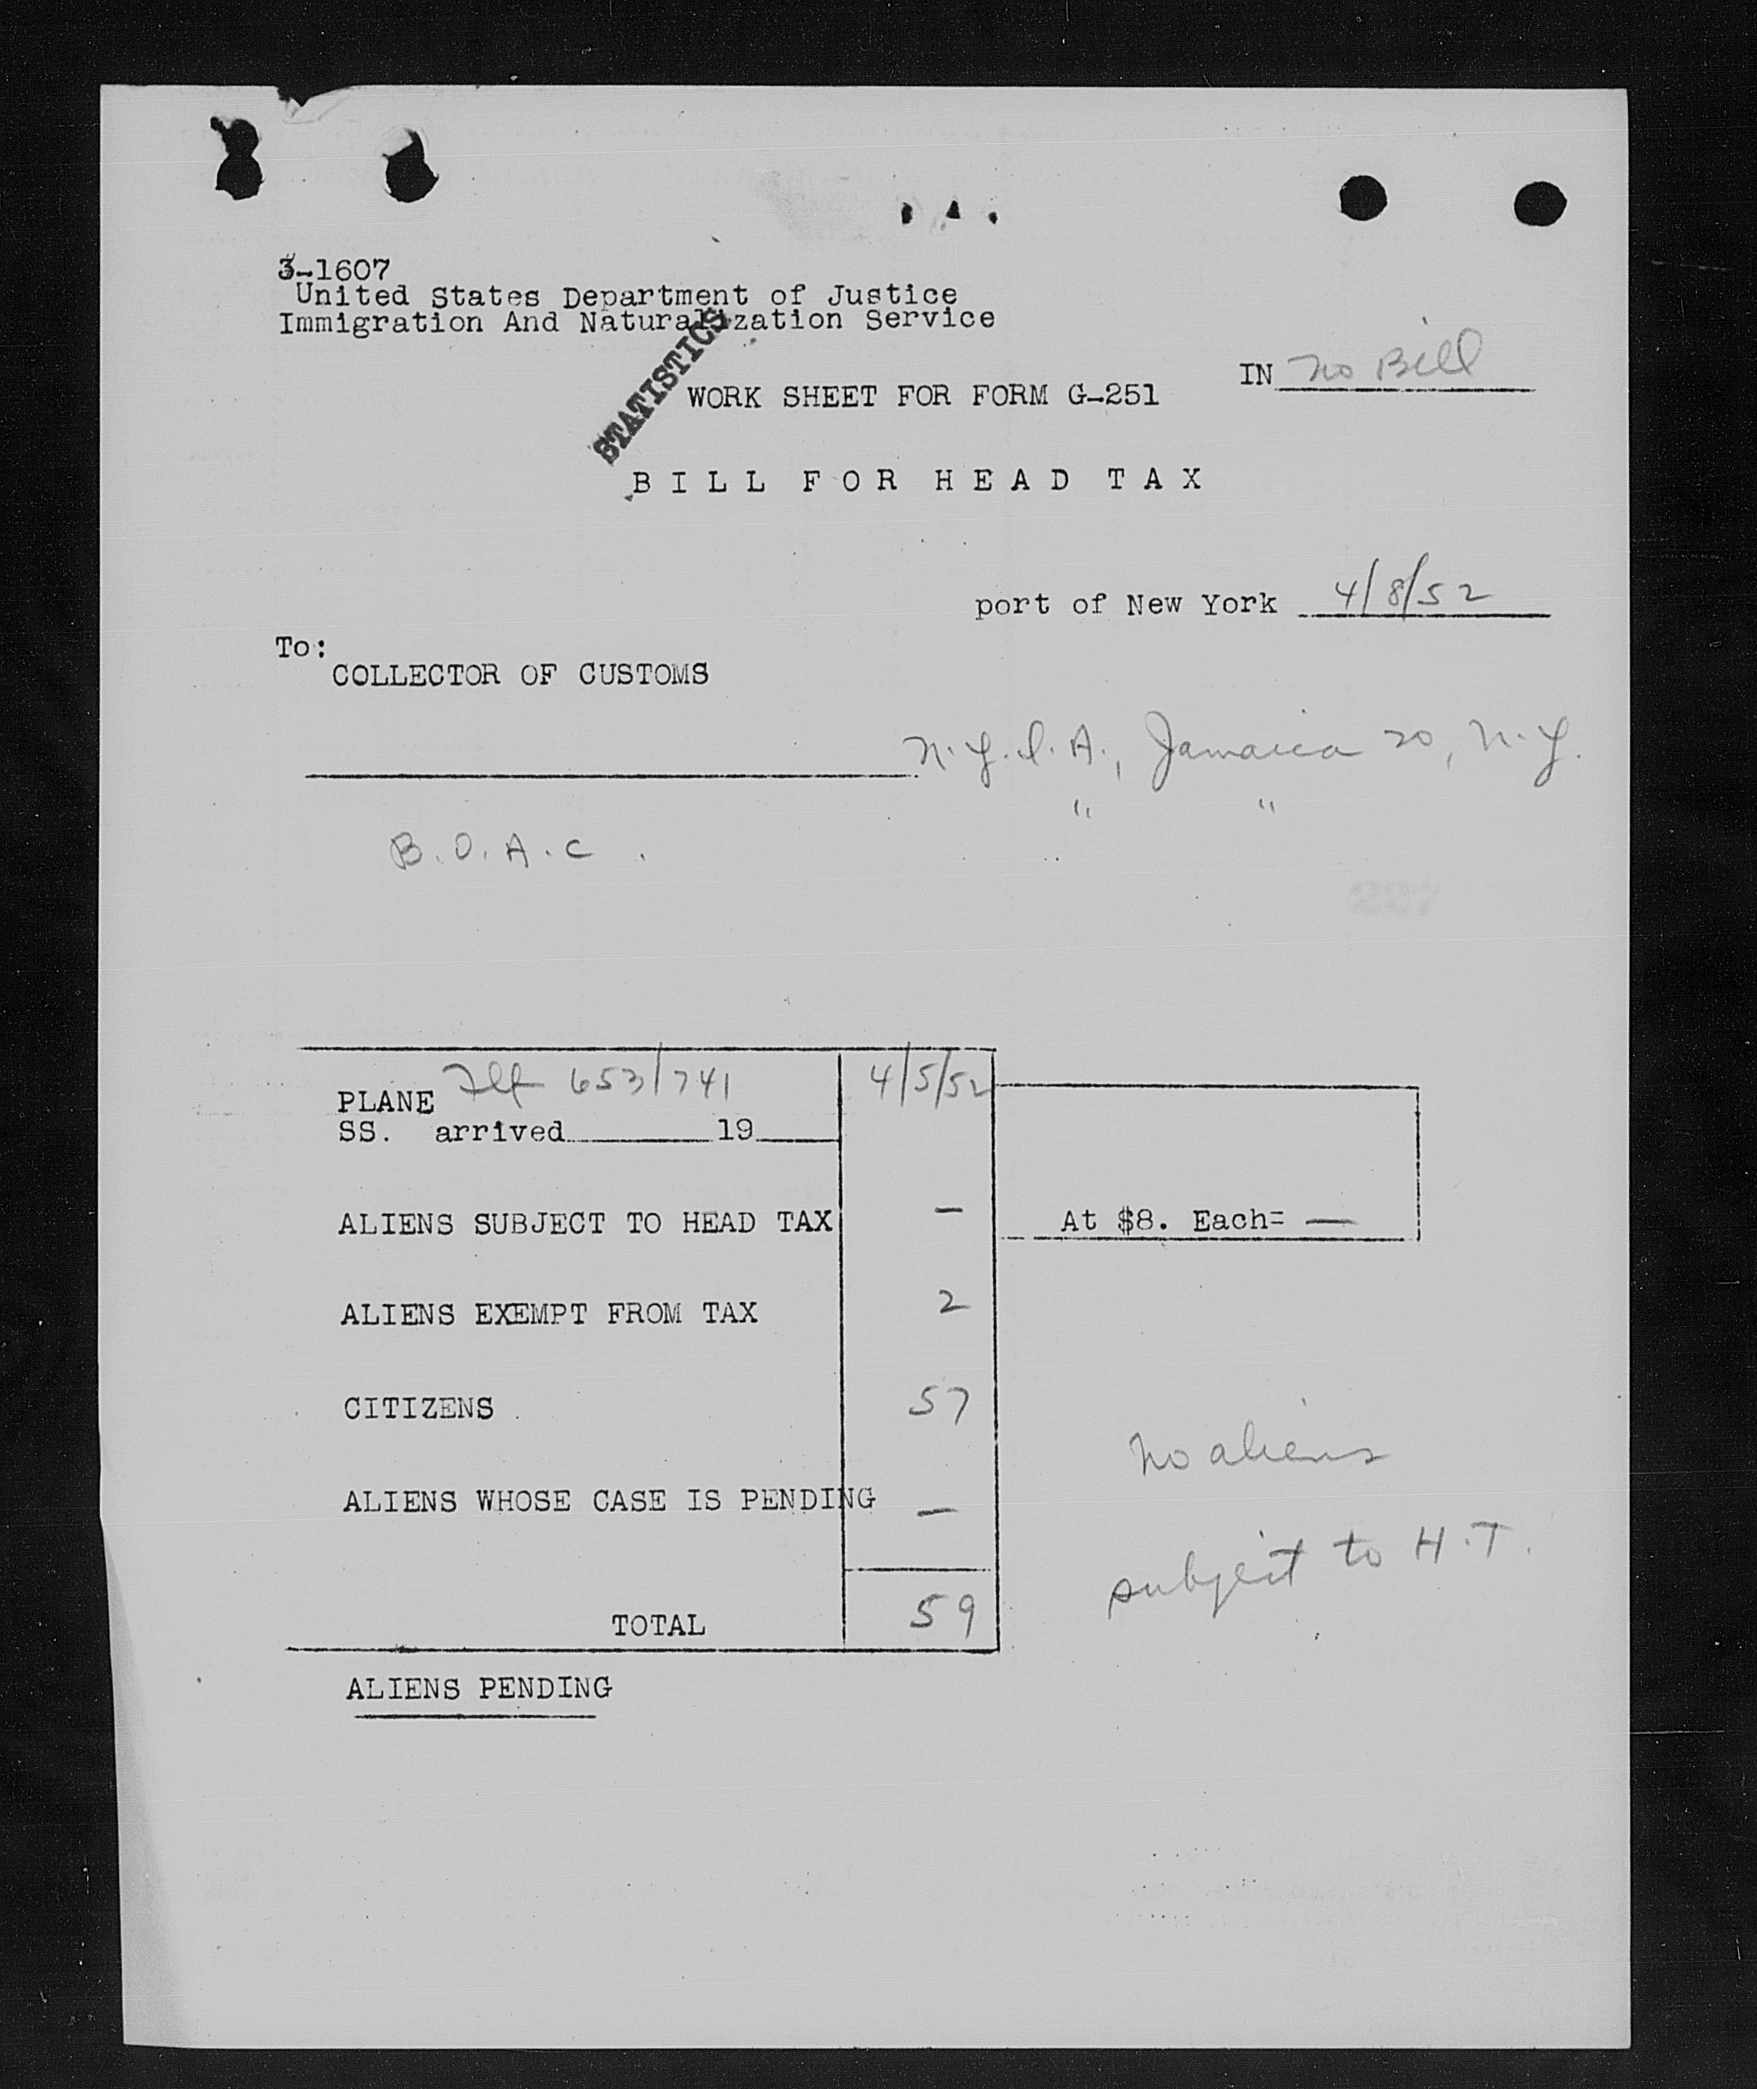 3-1607
United States Department of Justice
Immigration And Naturalization Service
STATISTICS
IN No Bill
WORK SHEET FOR FORM G-251
BILL FOR HEAD TAX
port of New York 4/8/52
To:
COLLECTOR OF CUSTOMS
N.Y.I.A., Jamaica 20, N.Y.
" "
B.O.A.C.
PLANE Flt 653/741 4/5/52
SS. arrived 19
ALIENS SUBJECT TO HEAD TAX — At $8. Each= —
ALIENS EXEMPT FROM TAX 2
CITIZENS 57
No aliens
ALIENS WHOSE CASE IS PENDING —
subject to H.T.
TOTAL 59
ALIENS PENDING